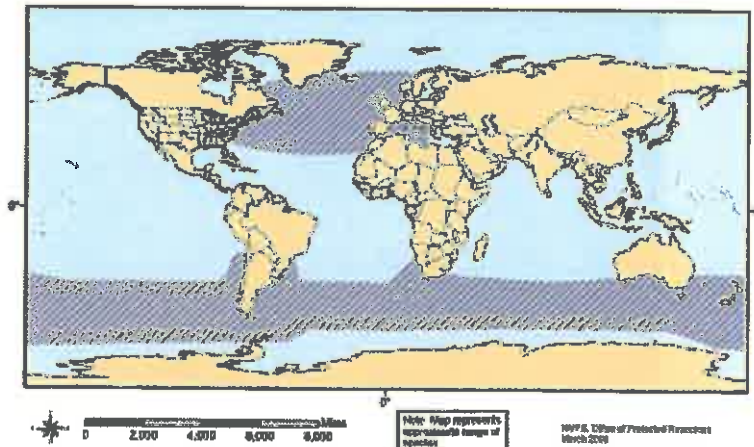 0°
0°
Miles
0 2,000 4,000 6,000 8,000
Note: Map represents
approximate range of
species
NMFS, Office of Protected Resources
March 2009